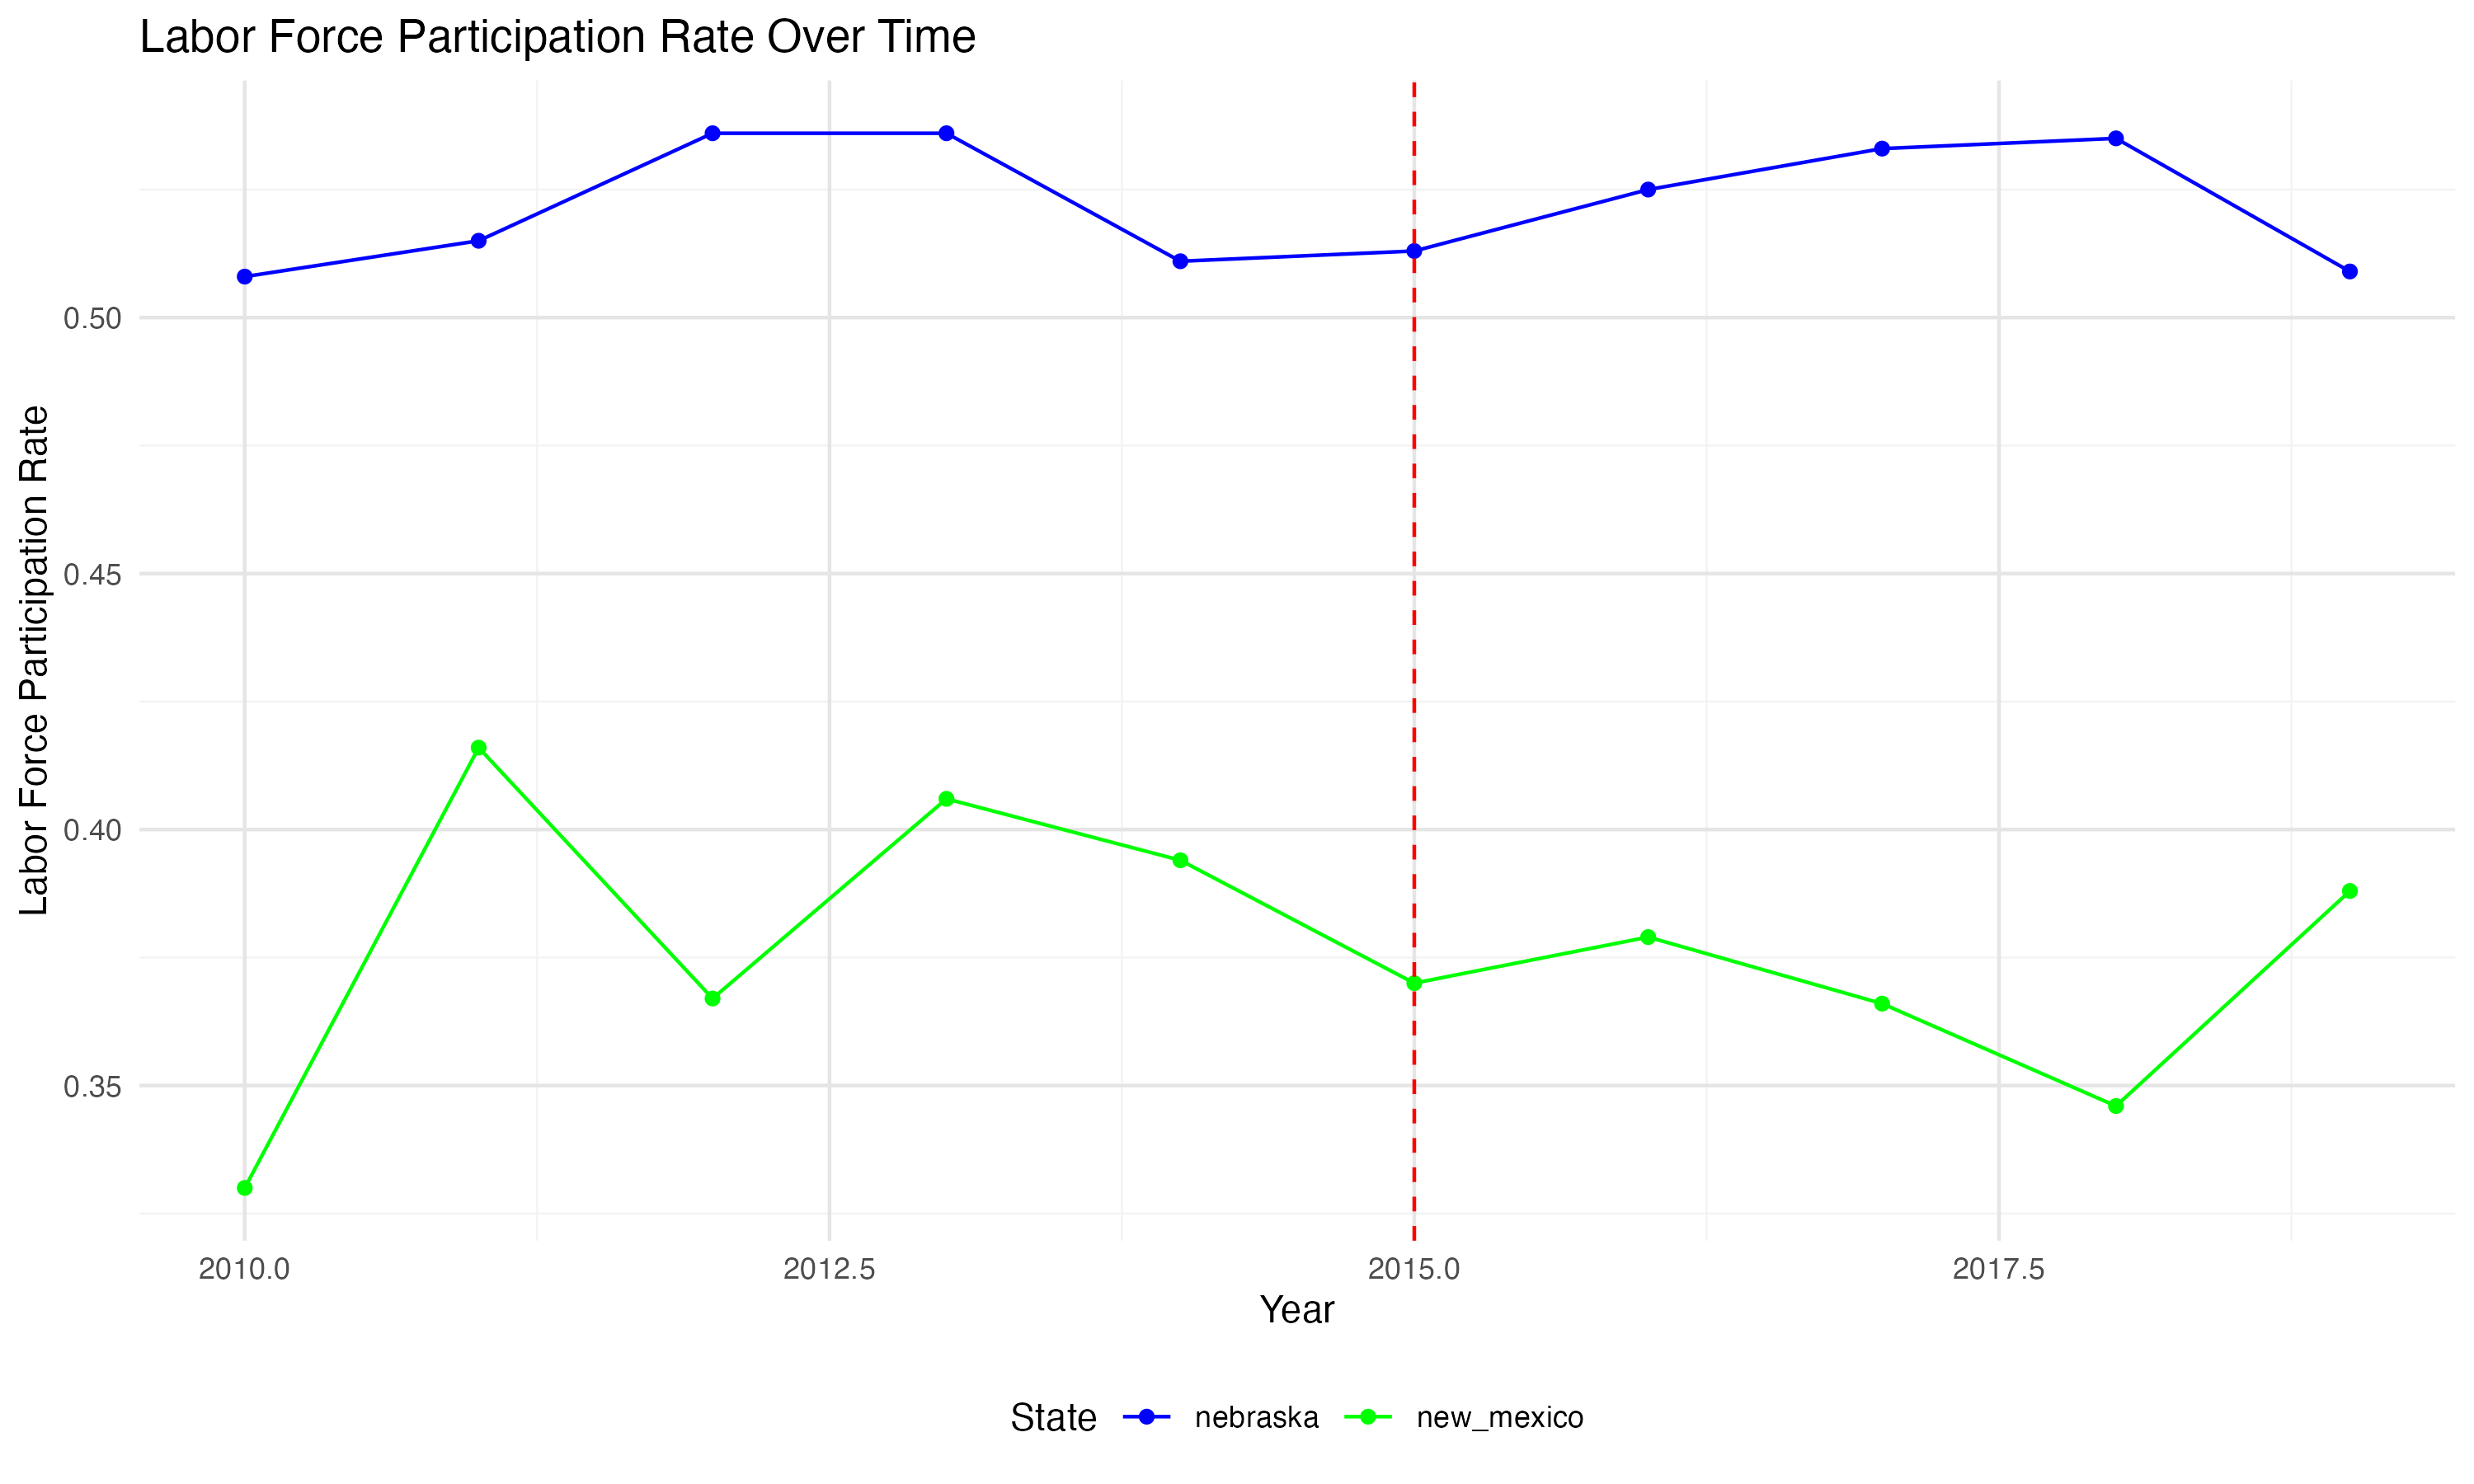 Labor Force Participation Rate Over Time
Labor Force Participation Rate
0.50
0.45
0.40
0.35
2010.0 2012.5 2015.0 2017.5
Year
State nebraska new_mexico